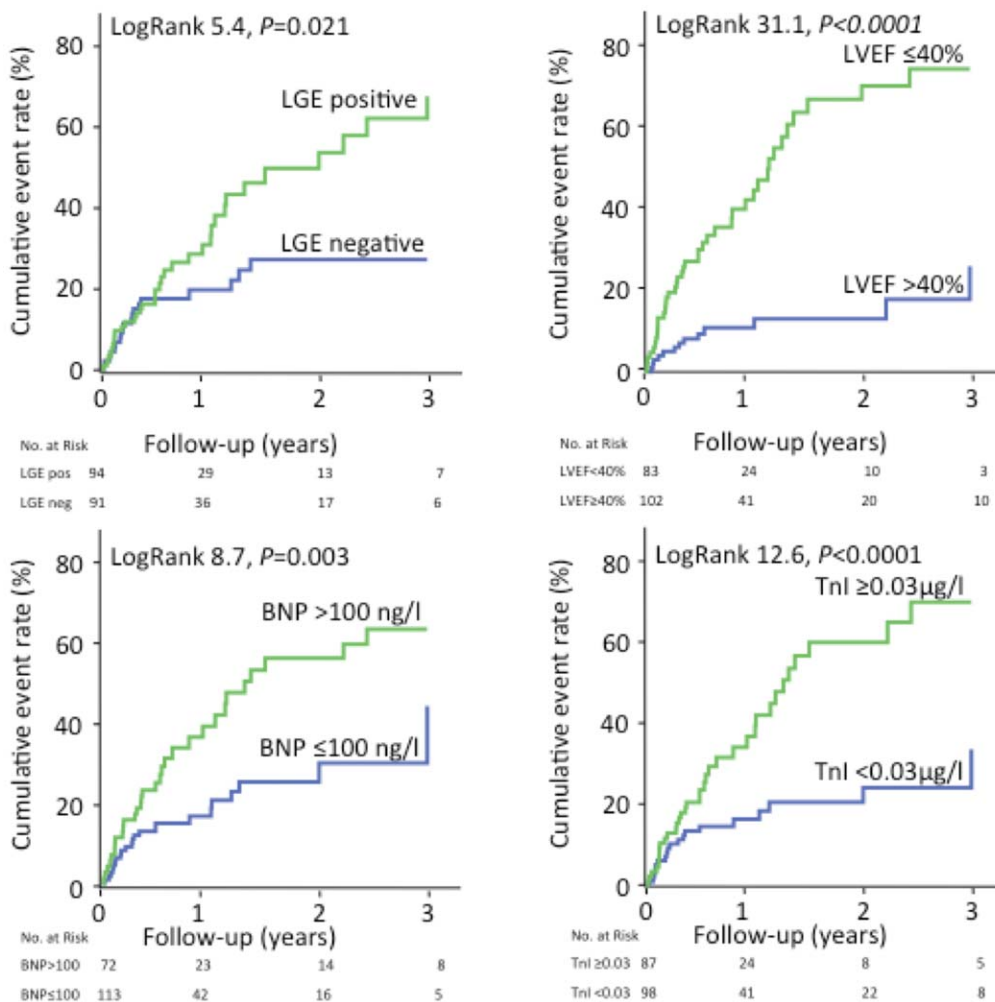 LogRank 5.4, P=0.021
Cumulative event rate (%)
80
60
40
20
0
LGE positive
LGE negative
0 1 2 3
Follow-up (years)
No. at Risk
LGE pos 94 29 13 7
LGE neg 91 36 17 6
LogRank 31.1, P<0.0001
Cumulative event rate (%)
80
60
40
20
0
LVEF ≤40%
LVEF >40%
0 1 2 3
Follow-up (years)
No. at Risk
LVEF<40% 83 24 10 3
LVEF≥40% 102 41 20 10
LogRank 8.7, P=0.003
Cumulative event rate (%)
80
60
40
20
0
BNP >100 ng/l
BNP ≤100 ng/l
0 1 2 3
Follow-up (years)
No. at Risk
BNP>100 72 23 14 8
BNP≤100 113 42 16 5
LogRank 12.6, P<0.0001
Cumulative event rate (%)
80
60
40
20
0
TnI ≥0.03µg/l
TnI <0.03µg/l
0 1 2 3
Follow-up (years)
No. at Risk
TnI ≥0.03 87 24 8 5
TnI <0.03 98 41 22 8